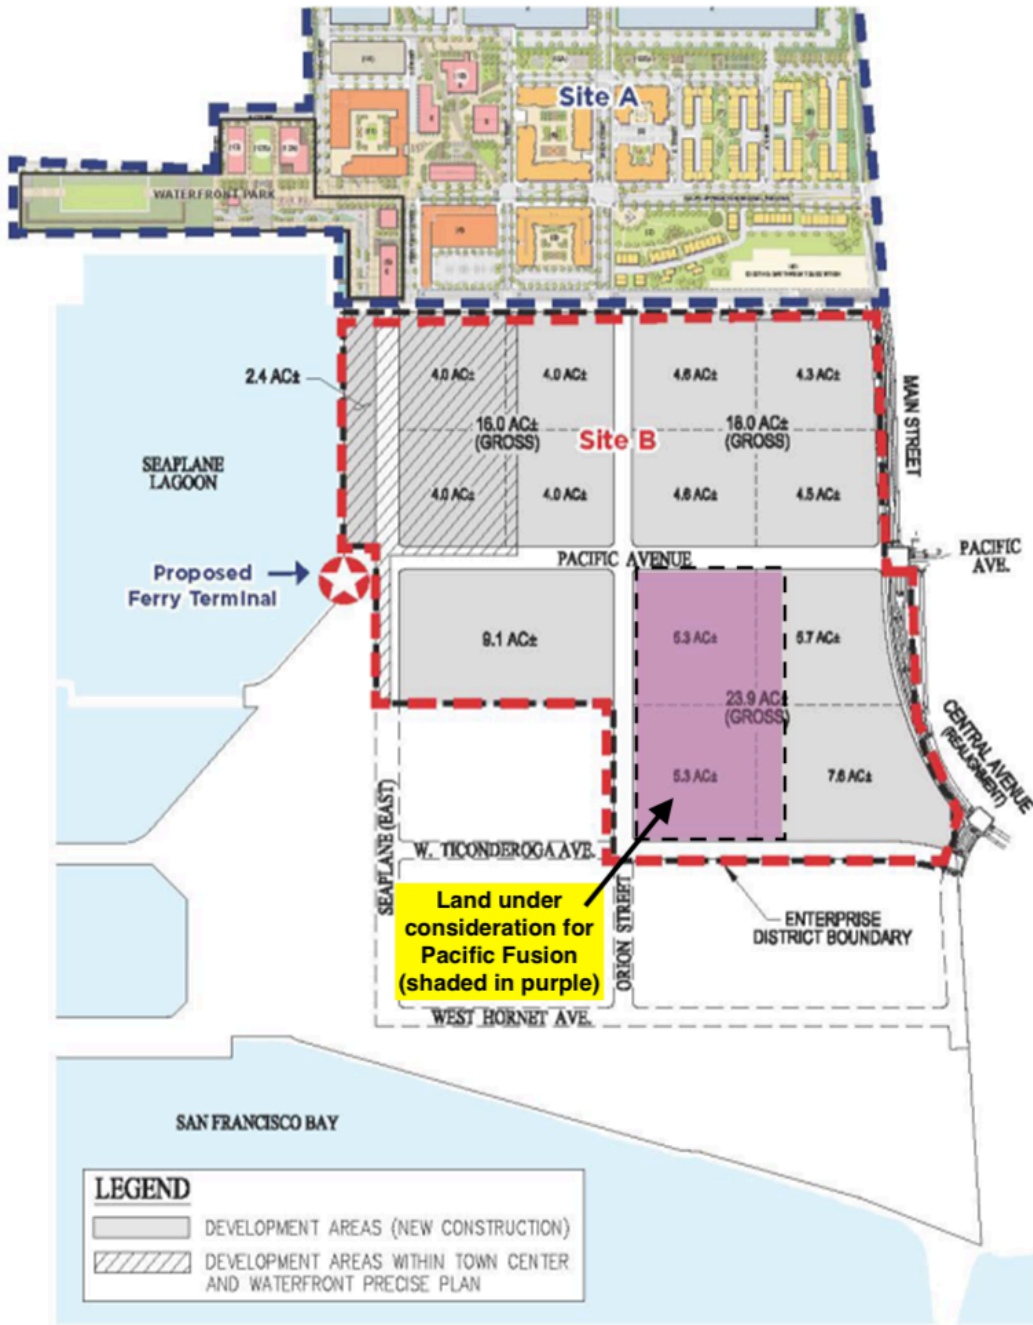 Site A
WATERFRONT PARK
2.4 AC±
4.0 AC±
4.0 AC±
4.6 AC±
4.3 AC±
16.0 AC±
(GROSS)
Site B
18.0 AC±
(GROSS)
4.0 AC±
4.0 AC±
4.6 AC±
4.5 AC±
MAIN STREET
SEAPLANE
LAGOON
PACIFIC AVENUE
PACIFIC
AVE.
Proposed
Ferry Terminal
9.1 AC±
5.3 AC±
5.7 AC±
23.9 AC±
(GROSS)
5.3 AC±
7.6 AC±
CENTRAL AVENUE
(REALIGNMENT)
SEAPLANE (EAST)
W. TICONDEROGA AVE.
ORION STREET
Land under
consideration for
Pacific Fusion
(shaded in purple)
ENTERPRISE
DISTRICT BOUNDARY
WEST HORNET AVE.
SAN FRANCISCO BAY
LEGEND
DEVELOPMENT AREAS (NEW CONSTRUCTION)
DEVELOPMENT AREAS WITHIN TOWN CENTER
AND WATERFRONT PRECISE PLAN